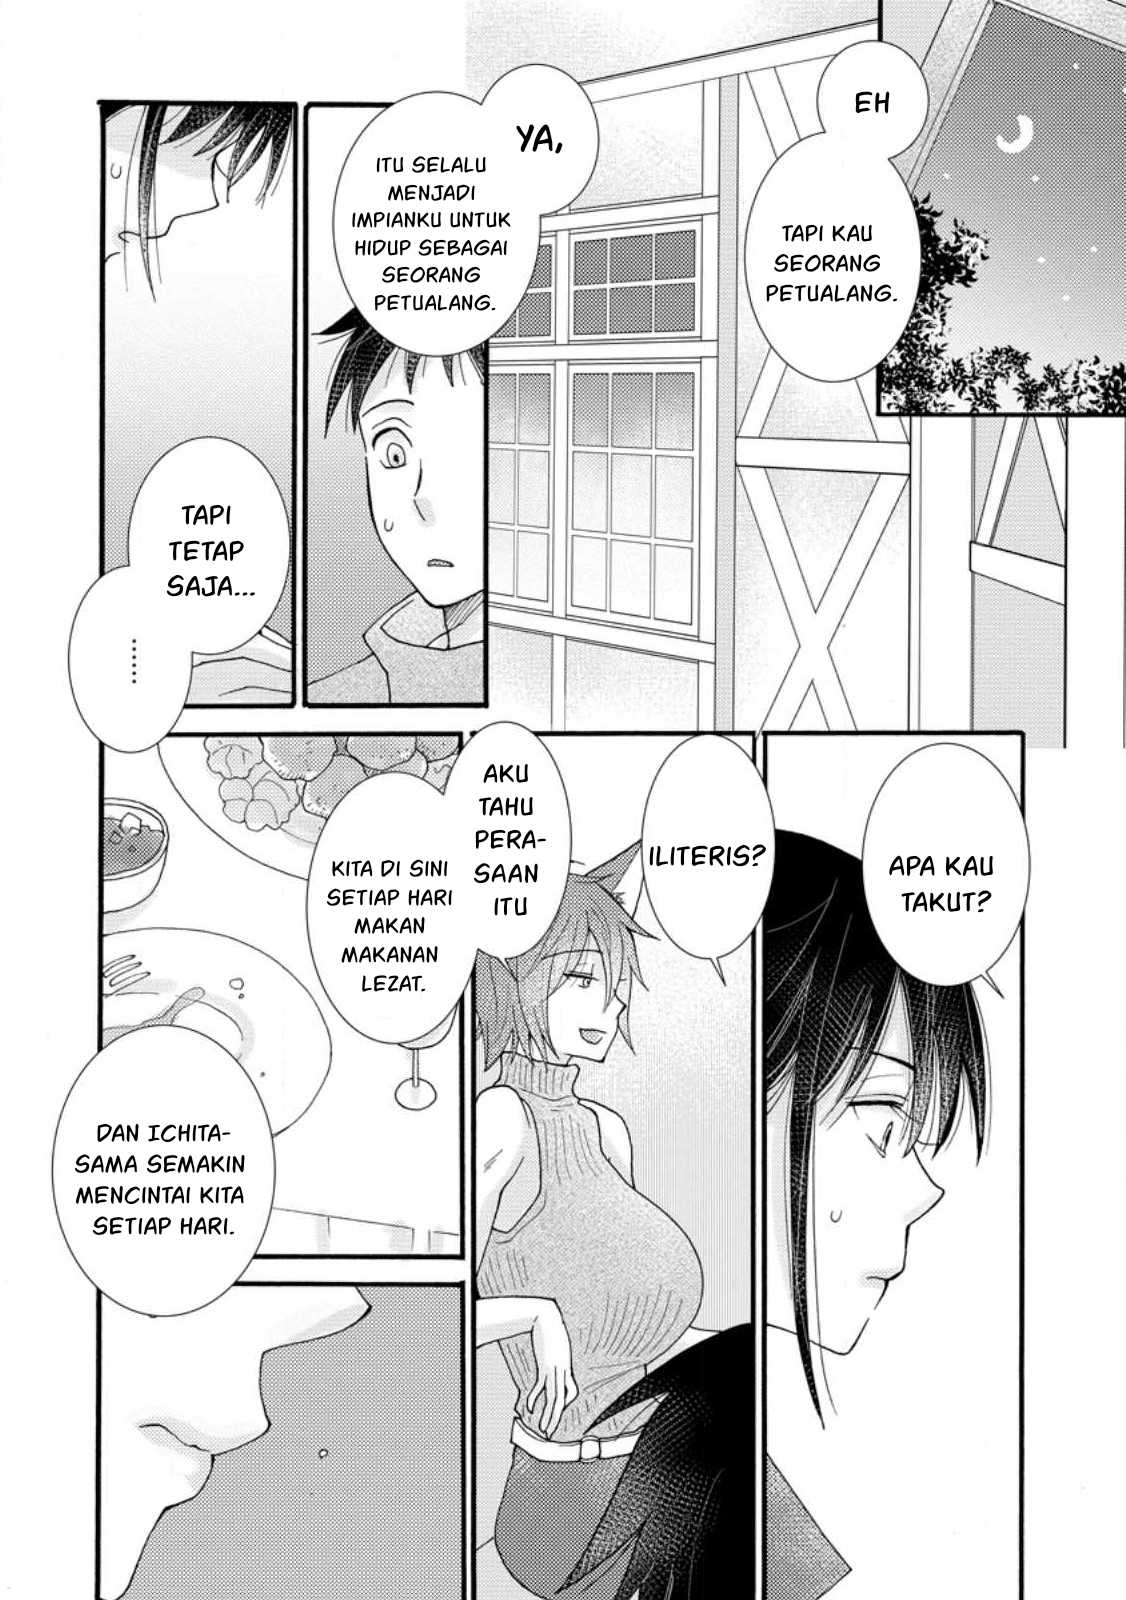 EH
TAPI KAU
SEORANG
PETUALANG.
YA,
ITU SELALU
MENJADI
IMPIANKU UNTUK
HIDUP SEBAGAI
SEORANG
PETUALANG.
TAPI
TETAP
SAJA...
......
APA KAU
TAKUT?
ILITERIS?
AKU
TAHU
PERA-
SAAN
ITU
KITA DI SINI
SETIAP HARI
MAKAN
MAKANAN
LEZAT.
DAN ICHITA-
SAMA SEMAKIN
MENCINTAI KITA
SETIAP HARI.